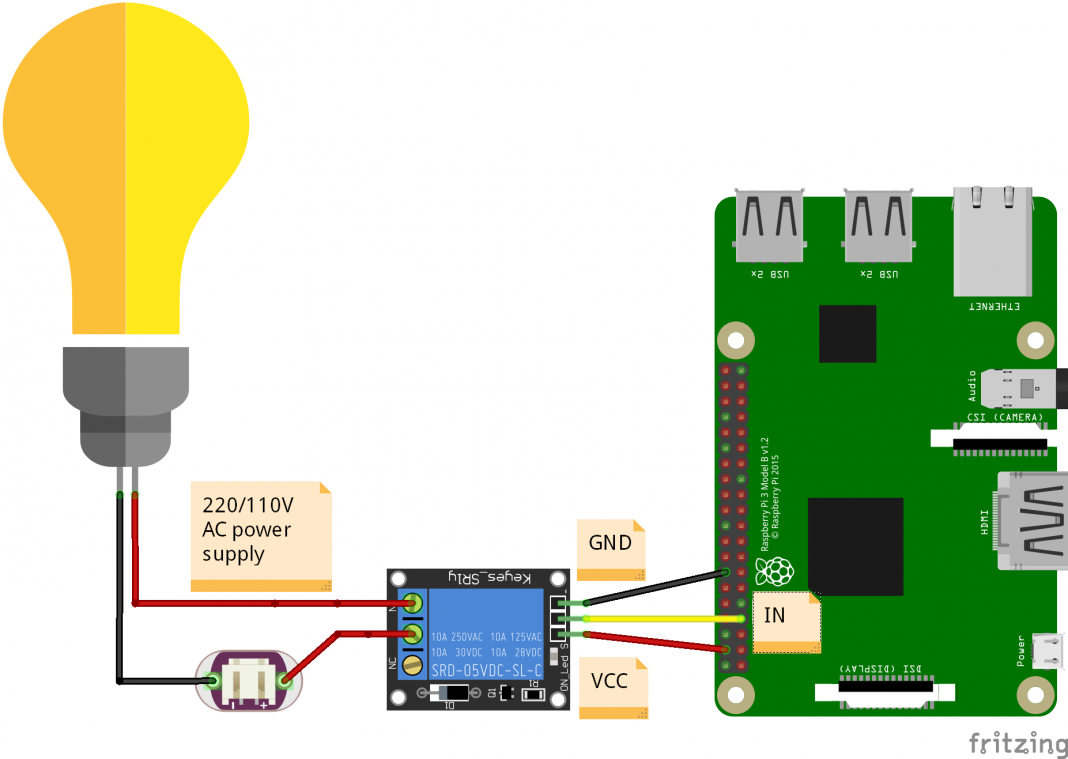 USB 2x
USB 2x
ETHERNET
Audio
CSI (CAMERA)
Raspberry Pi 3 Model B v1.2
© Raspberry Pi 2015
HDMI
220/110V
AC power
supply
GND
Keyes_SRly
IN
10A 250VAC 10A 125VAC
10A 30VDC 10A 28VDC
SRD-05VDC-SL-C
NC
ON_Led
S
D1
Q1
R1
VCC
Power
DSI (DISPLAY)
- +
fritzing